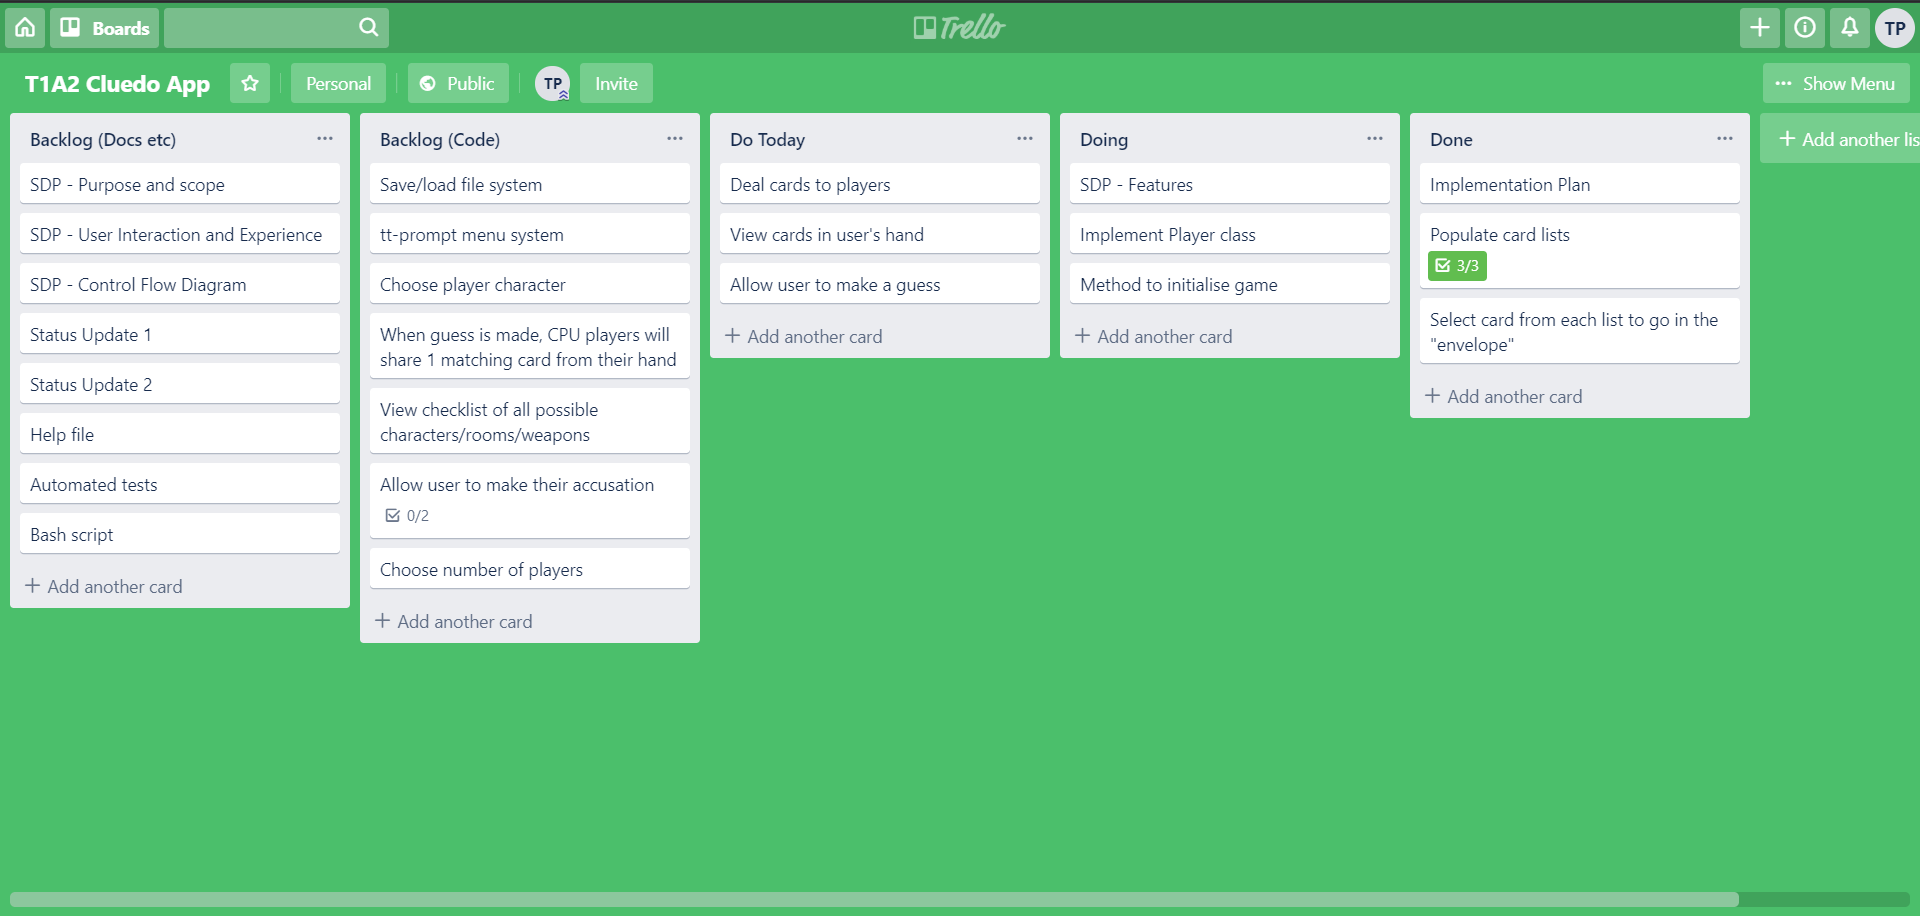 Boards
Trello
TP
T1A2 Cluedo App
Personal
Public
TP
Invite
Show Menu
Backlog (Docs etc)
SDP - Purpose and scope
SDP - User Interaction and Experience
SDP - Control Flow Diagram
Status Update 1
Status Update 2
Help file
Automated tests
Bash script
+ Add another card
Backlog (Code)
Save/load file system
tt-prompt menu system
Choose player character
When guess is made, CPU players will
share 1 matching card from their hand
View checklist of all possible
characters/rooms/weapons
Allow user to make their accusation
0/2
Choose number of players
+ Add another card
Do Today
Deal cards to players
View cards in user's hand
Allow user to make a guess
+ Add another card
Doing
SDP - Features
Implement Player class
Method to initialise game
+ Add another card
Done
Implementation Plan
Populate card lists
3/3
Select card from each list to go in the
"envelope"
+ Add another card
+ Add another lis